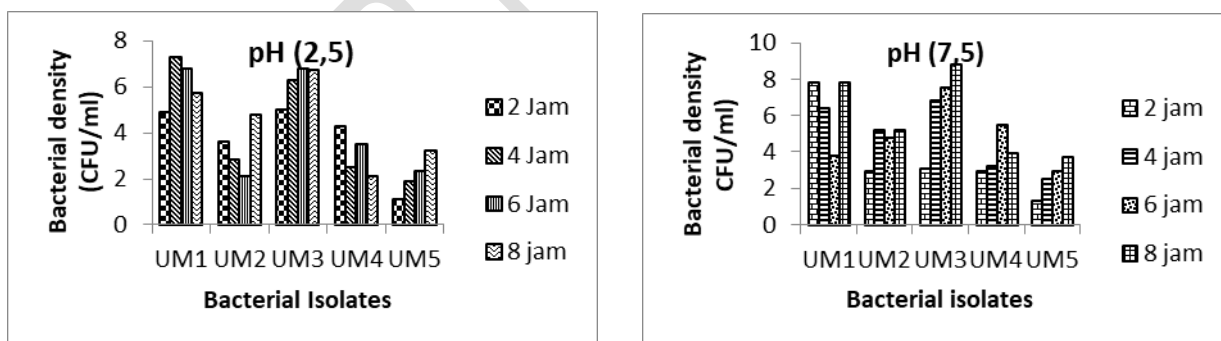 pH (2,5)
Bacterial density
(CFU/ml)
8
6
4
2
0
UM1 UM2 UM3 UM4 UM5
Bacterial Isolates
2 Jam
4 Jam
6 Jam
8 jam
pH (7,5)
Bacterial density
CFU/ml)
10
8
6
4
2
0
UM1 UM2 UM3 UM4 UM5
Bacterial isolates
2 jam
4 jam
6 jam
8 jam